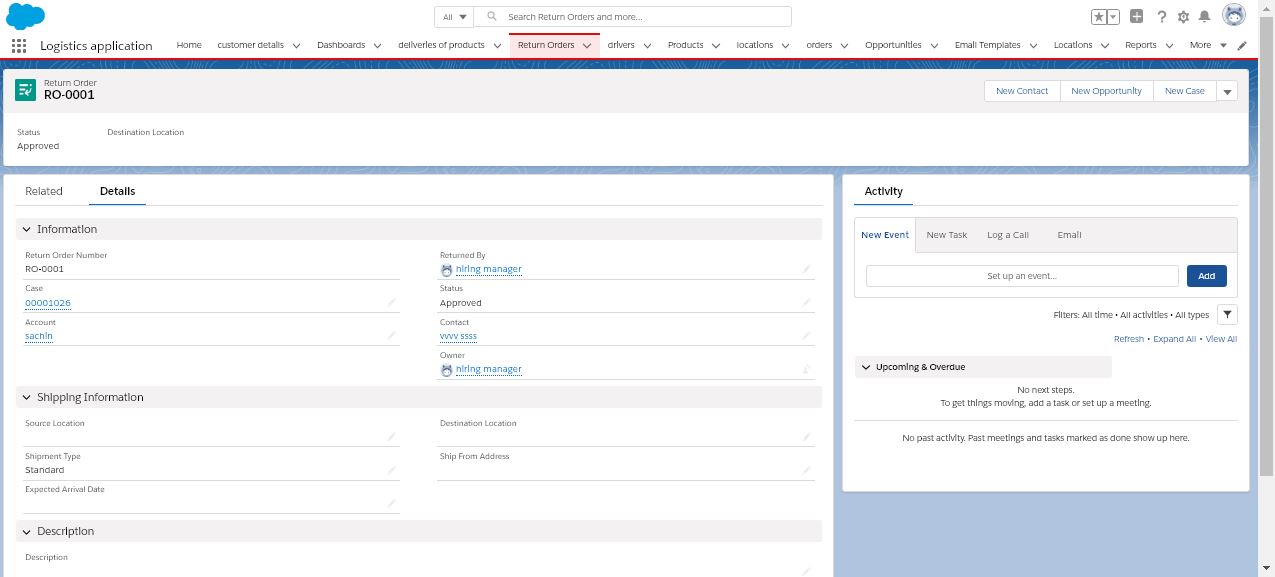 All
Search Return Orders and more...
Logistics application
Home
customer details
Dashboards
deliveries of products
Return Orders
drivers
Products
locations
orders
Opportunities
Email Templates
Locations
Reports
More
Return Order
RO-0001
New Contact
New Opportunity
New Case
Status
Destination Location
Approved
Related
Details
Information
Return Order Number
RO-0001
Returned By
hiring manager
Case
00001026
Status
Approved
Account
sachin
Contact
vvvv ssss
Owner
hiring manager
Shipping Information
Source Location
Destination Location
Shipment Type
Standard
Ship From Address
Expected Arrival Date
Description
Description
Activity
New Event
New Task
Log a Call
Email
Set up an event...
Add
Filters: All time • All activities • All types
Refresh • Expand All • View All
Upcoming & Overdue
No next steps.
To get things moving, add a task or set up a meeting.
No past activity. Past meetings and tasks marked as done show up here.